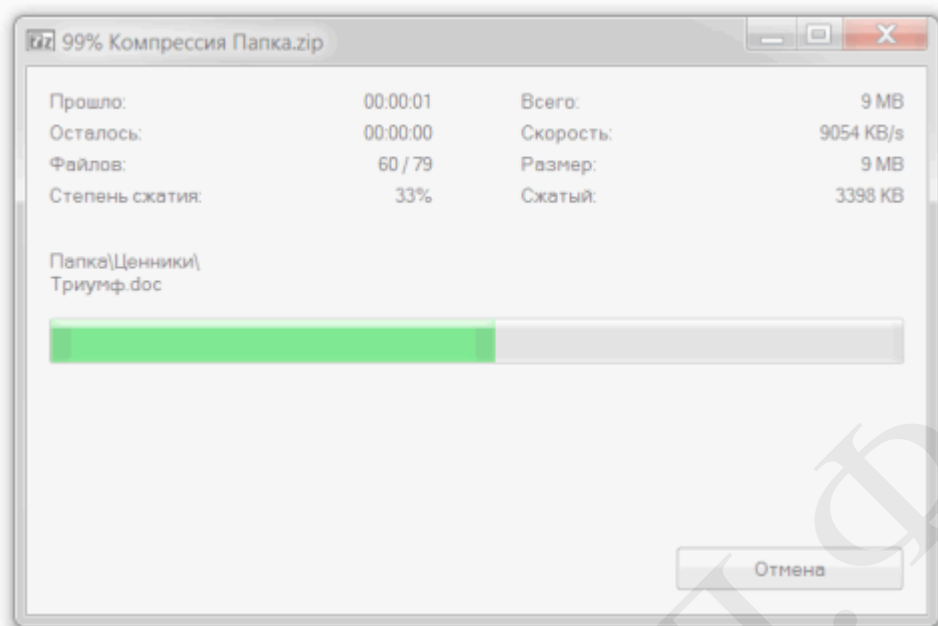 7z 99% Компрессия Папка.zip
Прошло: 00:00:01 Всего: 9 MB
Осталось: 00:00:00 Скорость: 9054 KB/s
Файлов: 60 / 79 Размер: 9 MB
Степень сжатия: 33% Сжатый: 3398 KB
Папка\Ценники\
Триумф.doc
Отмена